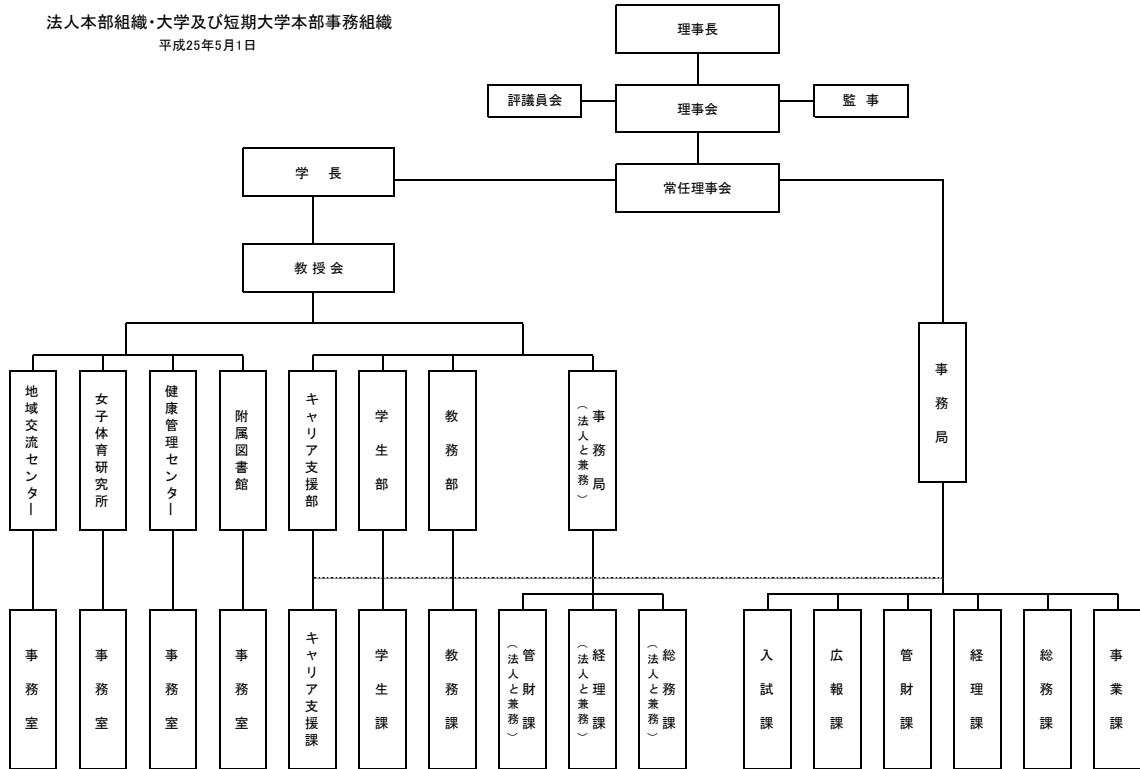 法人本部組織・大学及び短期大学本部事務組織
平成25年5月1日
理事長
評議員会
理事会
監 事
学 長
常任理事会
教 授 会
地域交流センター
女子体育研究所
健康管理センター
附属図書館
キャリア支援部
学生部
教務部
事務局
(法人と兼務)
事務局
事務室
事務室
事務室
事務室
キャリア支援課
学生課
教務課
管財課
(法人と兼務)
経理課
(法人と兼務)
総務課
(法人と兼務)
入試課
広報課
管財課
経理課
総務課
事業課